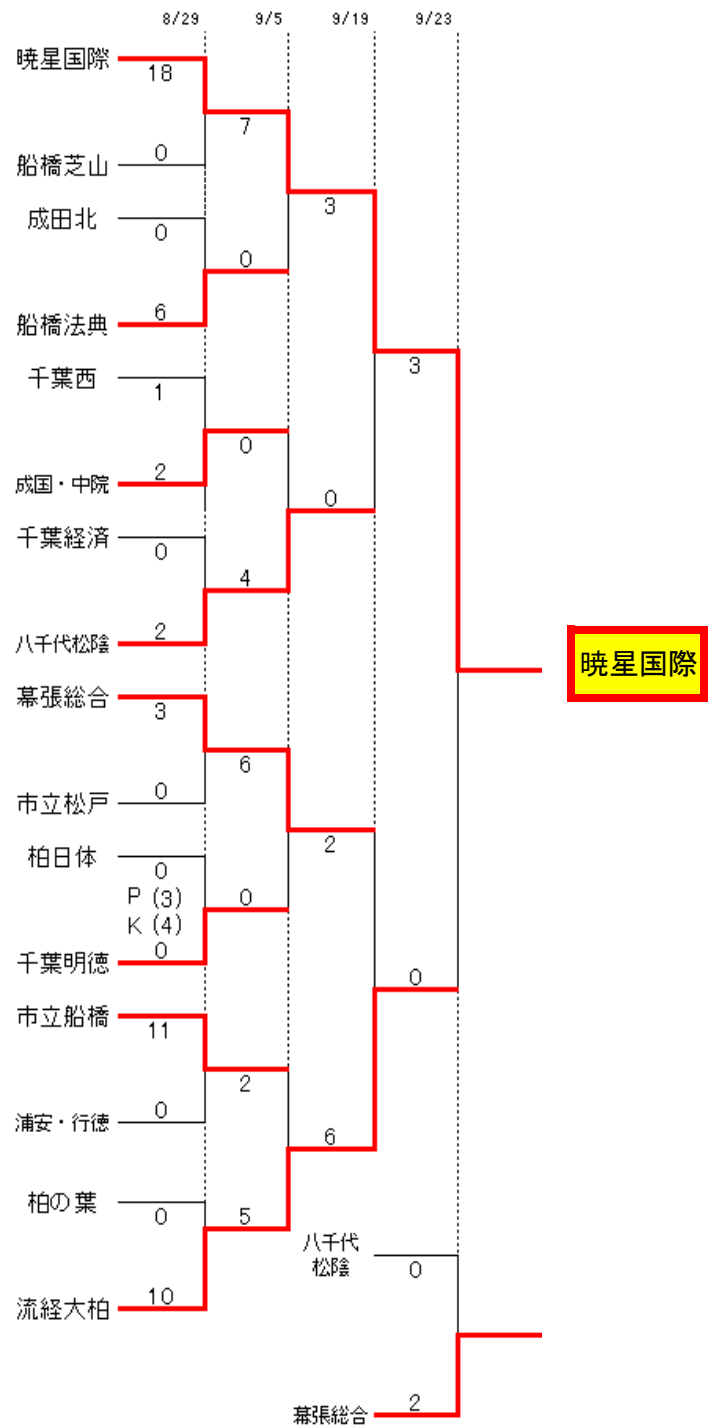 8/29 9/5 9/19 9/23
暁星国際
18
7
船橋芝山
0
3
成田北
0
0
船橋法典
6
千葉西
1
3
0
成国・中院
2
0
千葉経済
0
4
八千代松陰
2
暁星国際
幕張総合
3
6
市立松戸
0
2
柏日体
0
P (3)
K (4)
0
千葉明徳
0
0
市立船橋
11
2
浦安・行徳
0
6
柏の葉
0
5
八千代
松陰
0
流経大柏
10
幕張総合
2